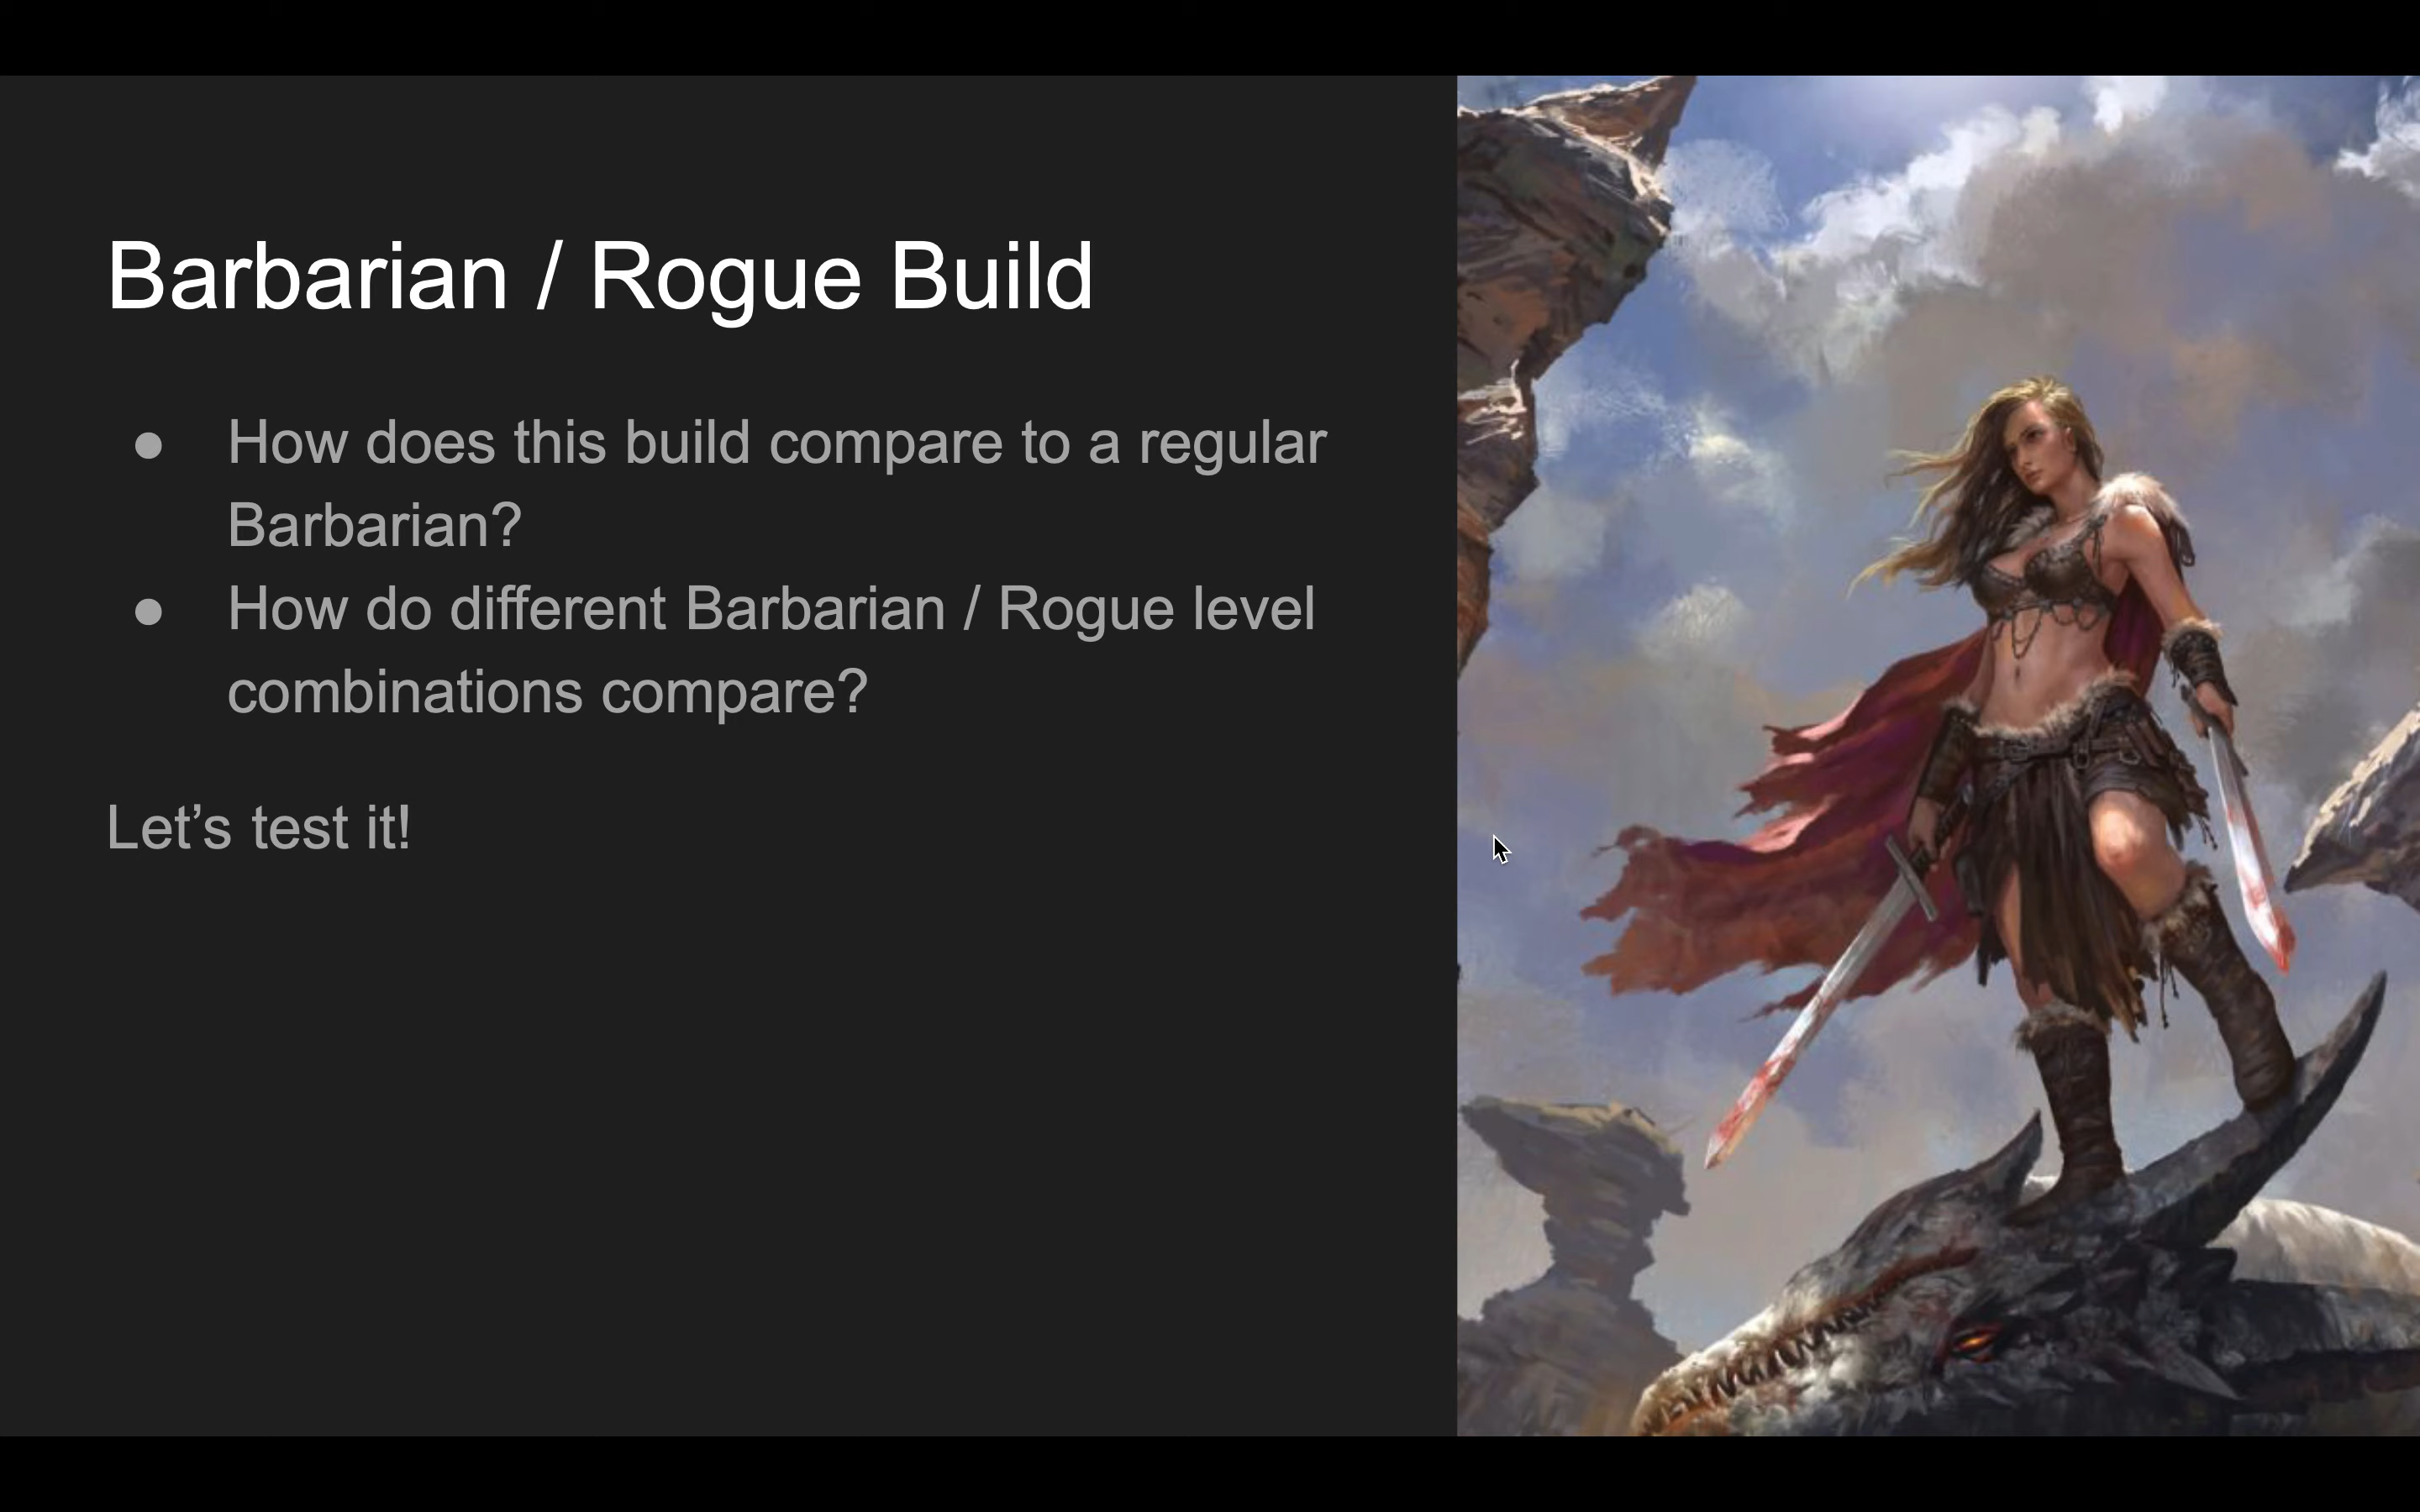 Barbarian / Rogue Build
● How does this build compare to a regular
Barbarian?
● How do different Barbarian / Rogue level
combinations compare?
Let’s test it!